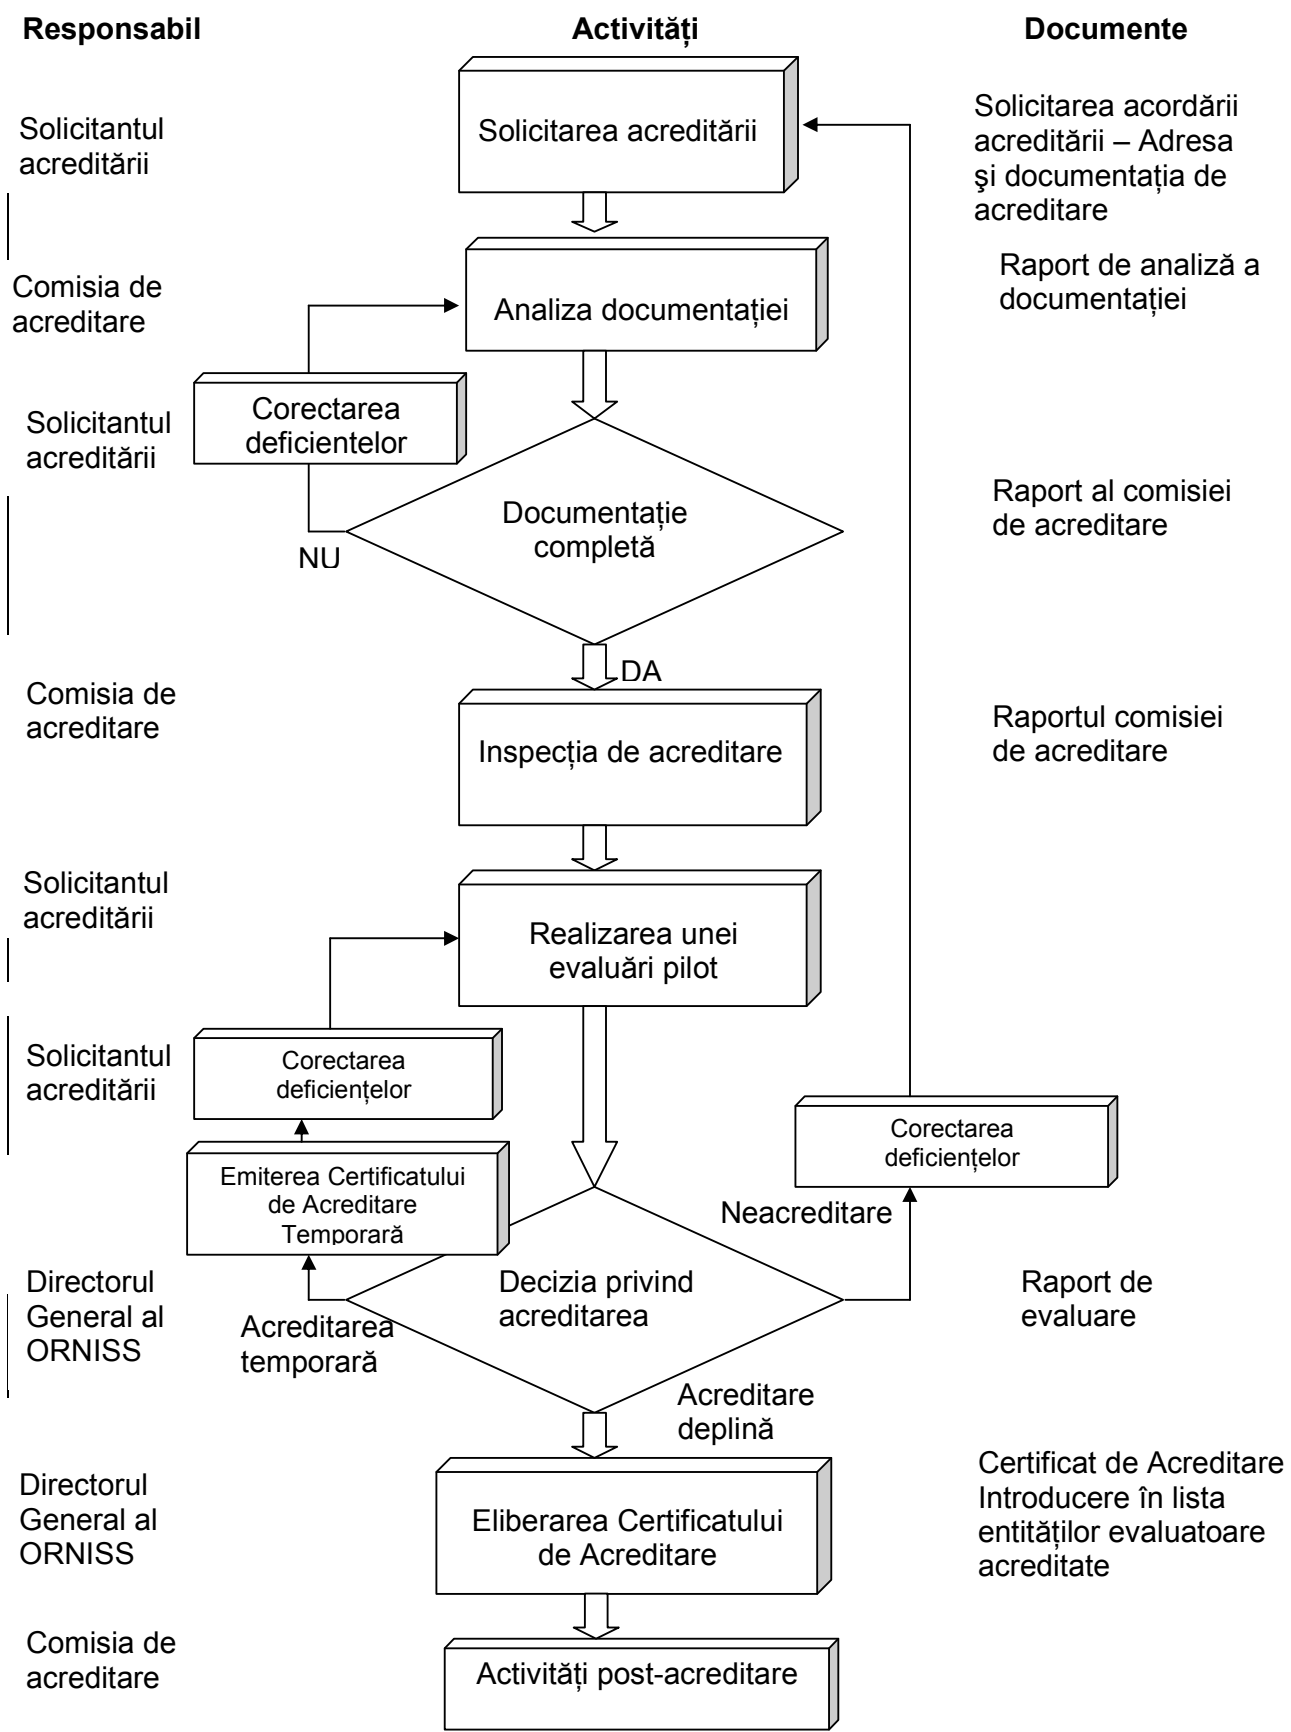 Responsabil
Activități
Documente
Solicitantul
acreditării
Solicitarea acreditării
Solicitarea acordării
acreditării – Adresa
şi documentația de
acreditare
Comisia de
acreditare
Analiza documentației
Raport de analiză a
documentației
Solicitantul
acreditării
Corectarea
deficientelor
Documentație
completă
NU
Raport al comisiei
de acreditare
DA
Comisia de
acreditare
Inspecția de acreditare
Raportul comisiei
de acreditare
Solicitantul
acreditării
Realizarea unei
evaluări pilot
Solicitantul
acreditării
Corectarea
deficiențelor
Corectarea
deficiențelor
Emiterea Certificatului
de Acreditare
Temporară
Neacreditare
Directorul
General al
ORNISS
Acreditarea
temporară
Decizia privind
acreditarea
Raport de
evaluare
Acreditare
deplină
Directorul
General al
ORNISS
Eliberarea Certificatului
de Acreditare
Certificat de Acreditare
Introducere în lista
entităților evaluatoare
acreditate
Comisia de
acreditare
Activități post-acreditare